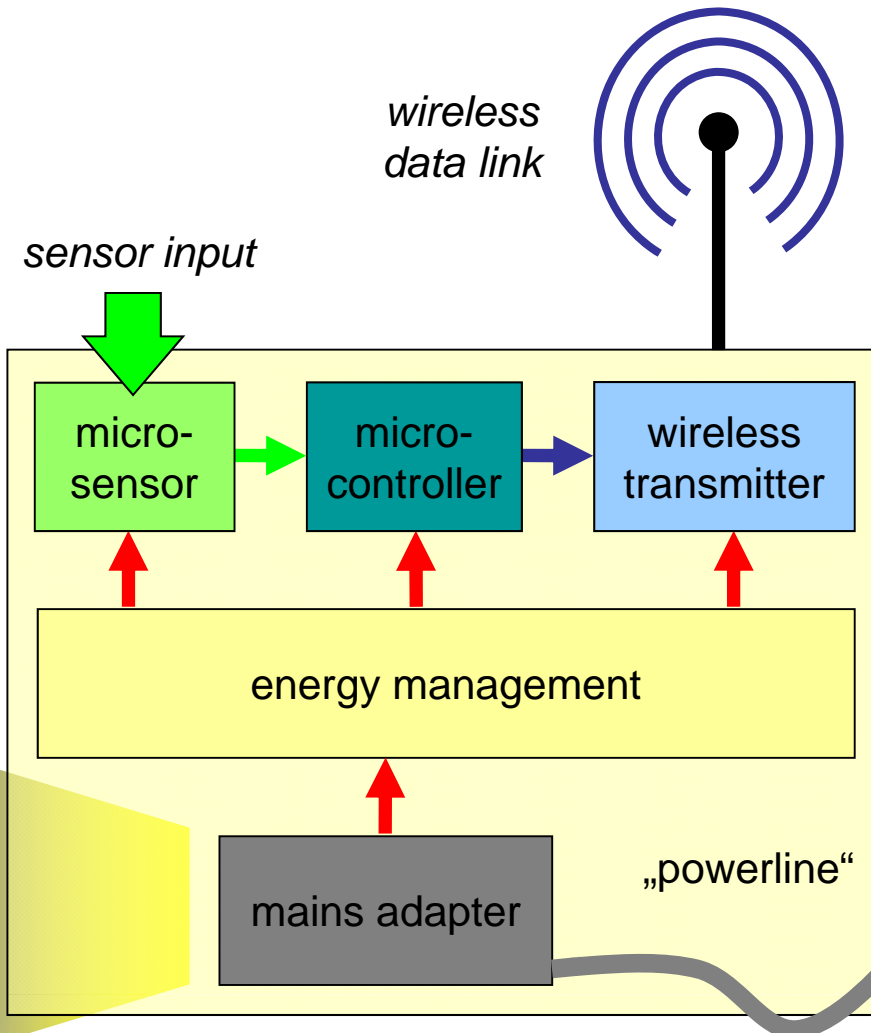 wireless
data link
sensor input
micro-
sensor
micro-
controller
wireless
transmitter
energy management
„powerline“
mains adapter